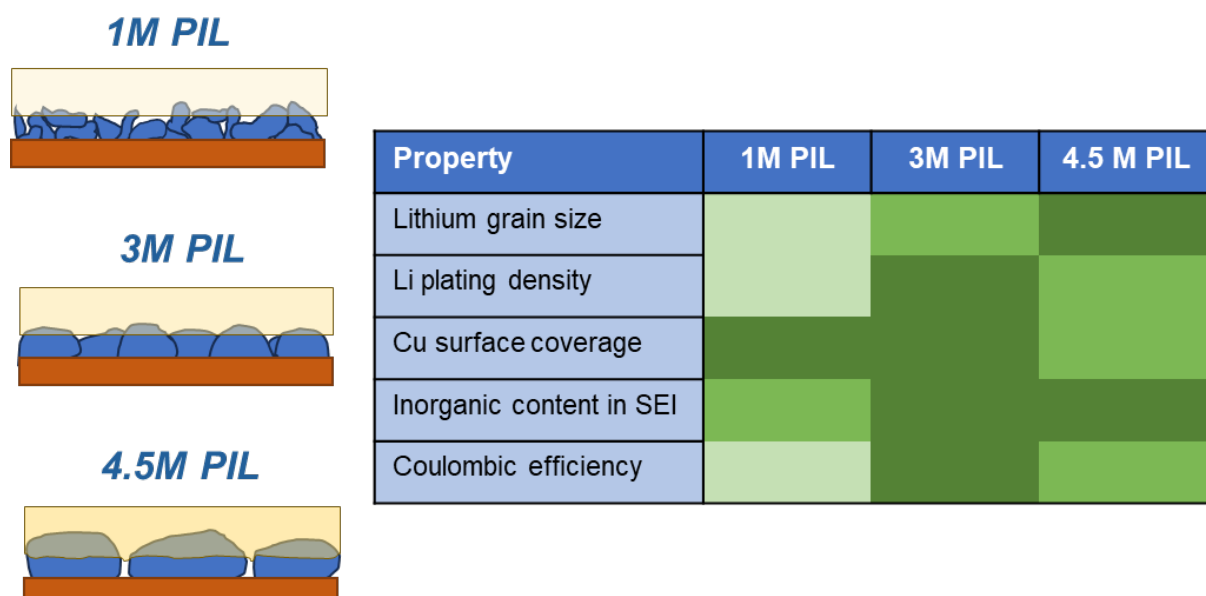 1M PIL
3M PIL
4.5M PIL
Property 1M PIL 3M PIL 4.5 M PIL
Lithium grain size
Li plating density
Cu surface coverage
Inorganic content in SEI
Coulombic efficiency